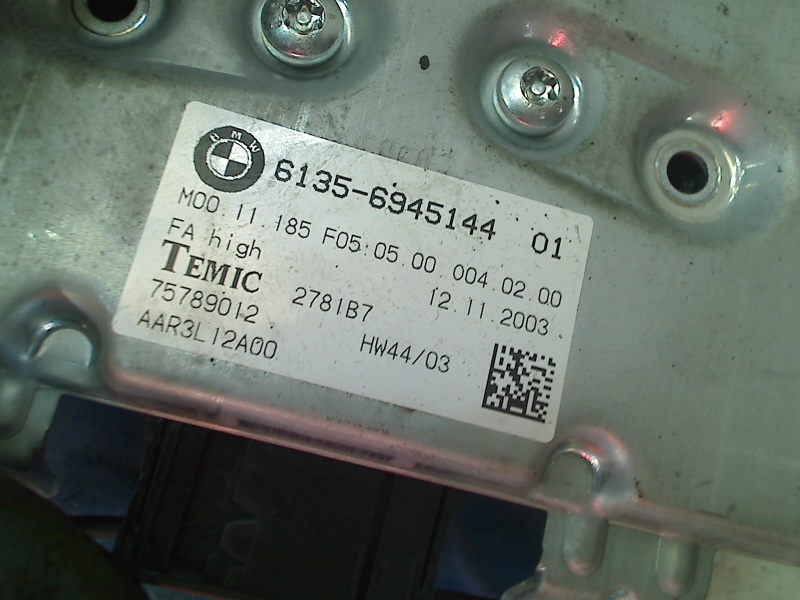 BMW
6135-6945144 01
M00.11.185 F05.05.00 004.02.00
FA high 12.11.2003
TEMIC 2781B7
75789012 HW44/03
AAR3L12A00